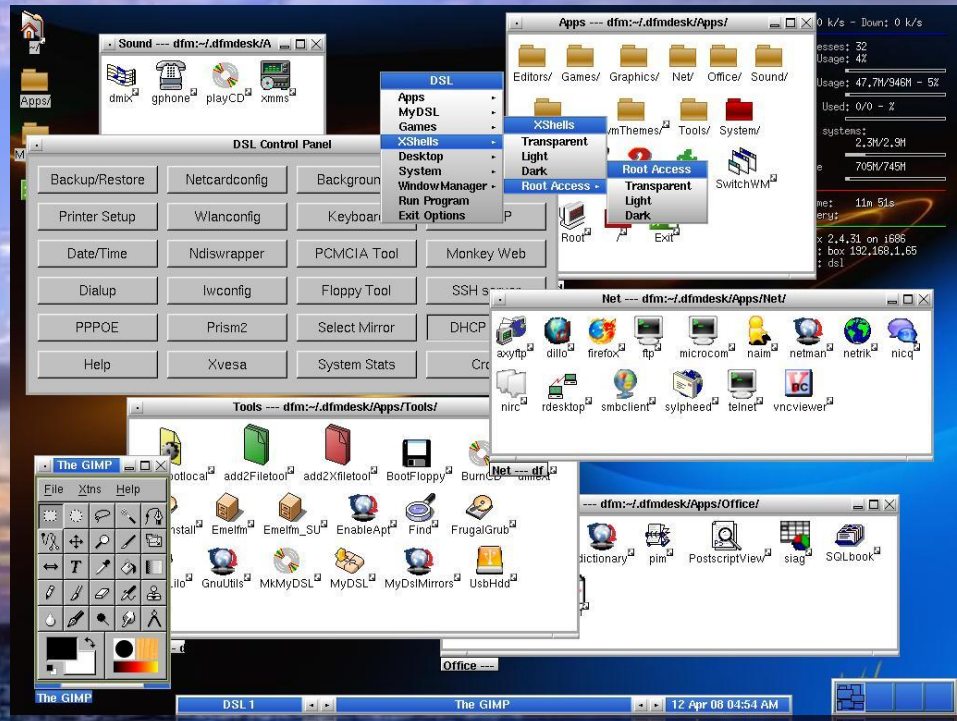 ~/
Apps/
Sound --- dfm:~/.dfmdesk/A
dmix gphone playCD xmms
DSL
Apps
MyDSL
Games
XShells
Desktop
System
Window Manager
Run Program
Exit Options
XShells
Transparent
Light
Dark
Root Access
Root Access
Transparent
Light
Dark
Apps --- dfm:~/.dfmdesk/Apps/
Editors/ Games/ Graphics/ Net/ Office/ Sound/
Tools/ System/
SwitchWM
Root / Exit
0 k/s - Down: 0 k/s
esses: 32
Usage: 4%
Usage: 47.7M/946M - 5%
Used: 0/0 - %
systems:
2.3M/2.9M
705M/745M
me: 11m 51s
ery:
x 2.4.31 on i686
: box 192.168.1.65
: dsl
DSL Control Panel
Backup/Restore Netcardconfig
Printer Setup Wlanconfig
Date/Time Ndiswrapper PCMCIA Tool Monkey Web
Dialup Iwconfig Floppy Tool SSH
PPPOE Prism2 Select Mirror DHCP
Help Xvesa System Stats
Net --- dfm:~/.dfmdesk/Apps/Net/
axyftp dillo firefox ftp microcom naim netman netrik nicq
nirc rdesktop smbclient sylpheed telnet vncviewer
Tools --- dfm:~/.dfmdesk/Apps/Tools/
add2Filetool add2Xfiletool BootFloppy BurnCD
Emelfm Emelfm_SU EnableApt Find FrugalGrub
GnuUtils MkMyDSL MyDSL MyDslMirrors UsbHdd
Net --- df
--- dfm:~/.dfmdesk/Apps/Office/
dictionary pim PostscriptView siag SQLbook
Office ---
The GIMP
File Xtns Help
The GIMP
DSL 1 The GIMP 12 Apr 08 04:54 AM